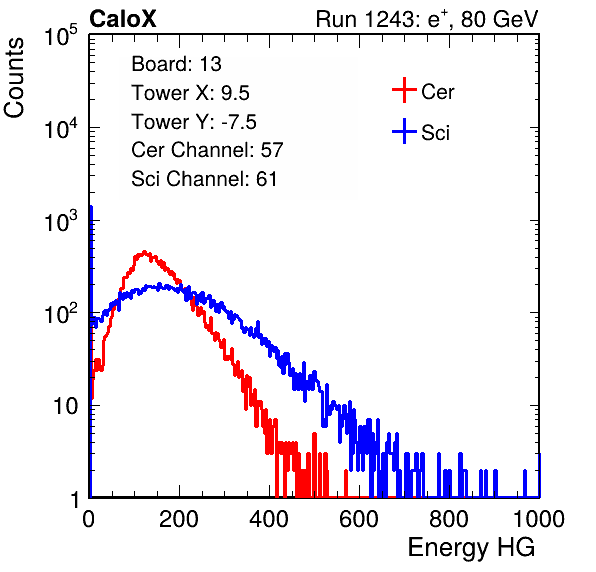 CaloX Run 1243: e⁺, 80 GeV
Counts
Board: 13
Tower X: 9.5
Tower Y: -7.5
Cer Channel: 57
Sci Channel: 61
Cer
Sci
10⁵
10⁴
10³
10²
10
1
0 200 400 600 800 1000
Energy HG